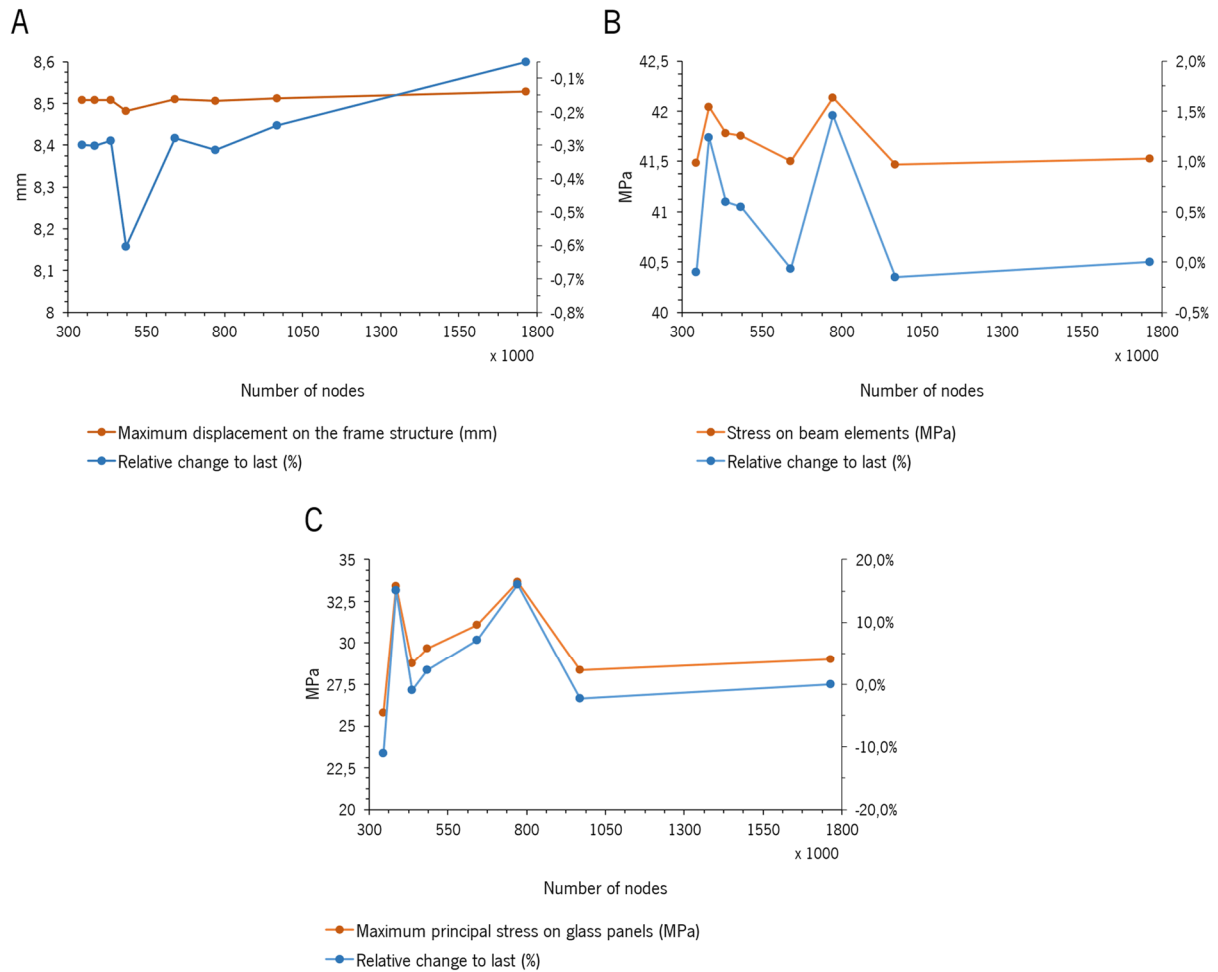 A
8,6
8,5
8,4
8,3
8,2
8,1
8
mm
-0,1%
-0,2%
-0,3%
-0,4%
-0,5%
-0,6%
-0,7%
-0,8%
300 550 800 1050 1300 1550 1800
x 1000
Number of nodes
Maximum displacement on the frame structure (mm)
Relative change to last (%)
B
42,5
42
41,5
41
40,5
40
MPa
2,0%
1,5%
1,0%
0,5%
0,0%
-0,5%
300 550 800 1050 1300 1550 1800
x 1000
Number of nodes
Stress on beam elements (MPa)
Relative change to last (%)
C
35
32,5
30
27,5
25
22,5
20
MPa
20,0%
10,0%
0,0%
-10,0%
-20,0%
300 550 800 1050 1300 1550 1800
x 1000
Number of nodes
Maximum principal stress on glass panels (MPa)
Relative change to last (%)